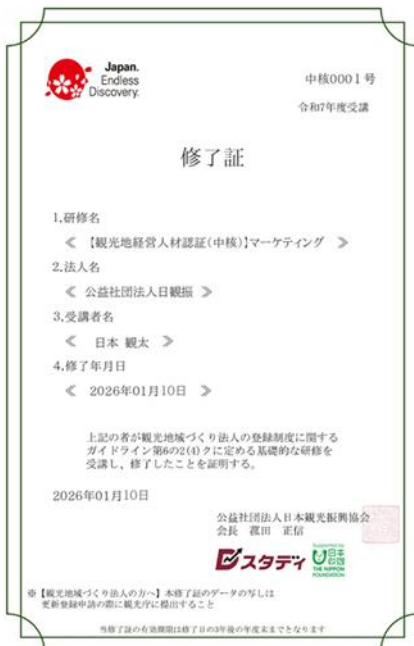 Japan.
Endless
Discovery.
中核0001号
令和7年度受講
修了証
1.研修名
≪ 【観光地経営人材認証(中核)】マーケティング ≫
2.法人名
≪ 公益社団法人日観振 ≫
3.受講者名
≪ 日本 観太 ≫
4.修了年月日
≪ 2026年01月10日 ≫
上記の者が観光地域づくり法人の登録制度に関する
ガイドライン第6の2(4)クに定める基礎的な研修を
受講し、修了したことを証明する。
2026年01月10日
公益社団法人日本観光振興協会
会長 菰田 正信
スタディ
Supported by
日本
財団
THE NIPPON
FOUNDATION
※【観光地域づくり法人の方へ】本修了証のデータの写しは
更新登録申請の際に観光庁に提出すること
当修了証の有効期限は修了日の3年後の年度末までとなります